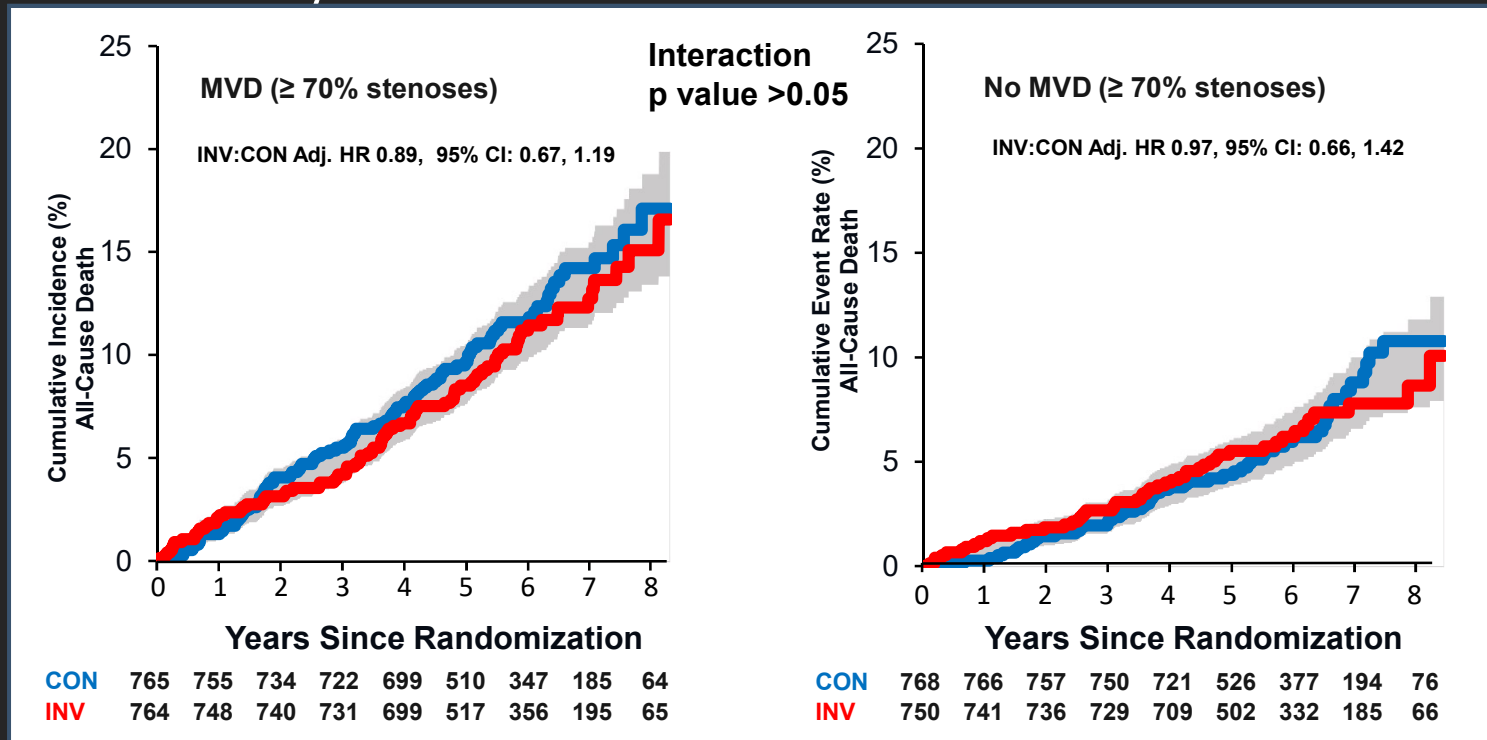 25
20
15
10
5
0
Cumulative Incidence (%)
All-Cause Death
MVD (≥ 70% stenoses)
INV:CON Adj. HR 0.89, 95% CI: 0.67, 1.19
0 1 2 3 4 5 6 7 8
Years Since Randomization
CON 765 755 734 722 699 510 347 185 64
INV 764 748 740 731 699 517 356 195 65
Interaction
p value >0.05
25
20
15
10
5
0
Cumulative Event Rate (%)
All-Cause Death
No MVD (≥ 70% stenoses)
INV:CON Adj. HR 0.97, 95% CI: 0.66, 1.42
0 1 2 3 4 5 6 7 8
Years Since Randomization
CON 768 766 757 750 721 526 377 194 76
INV 750 741 736 729 709 502 332 185 66